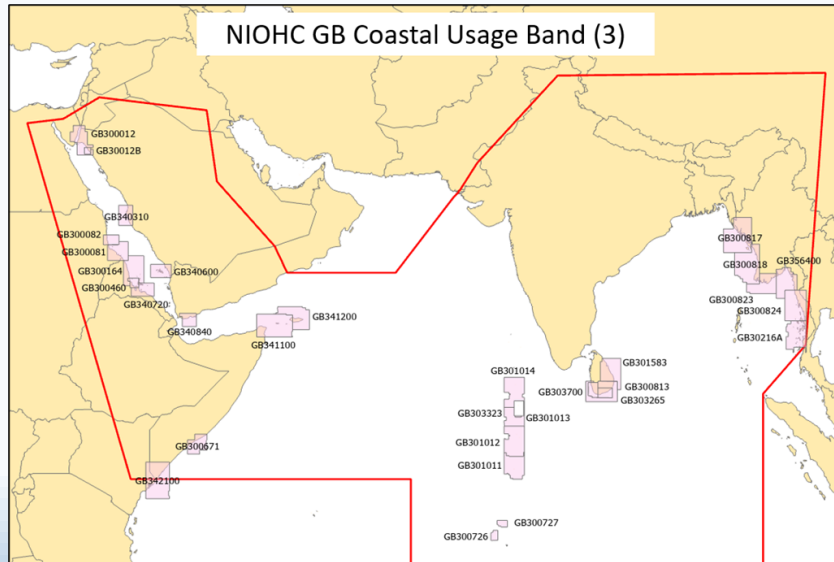 NIOHC GB Coastal Usage Band (3)
GB300012
GB30012B
GB340310
GB300082
GB300081
GB300164
GB300460
GB340600
GB340720
GB340840
GB341200
GB341100
GB300671
GB342100
GB301014
GB303323
GB301013
GB301012
GB301011
GB300727
GB300726
GB301583
GB303700
GB300813
GB303265
GB300817
GB300818
GB356400
GB300823
GB300824
GB30216A